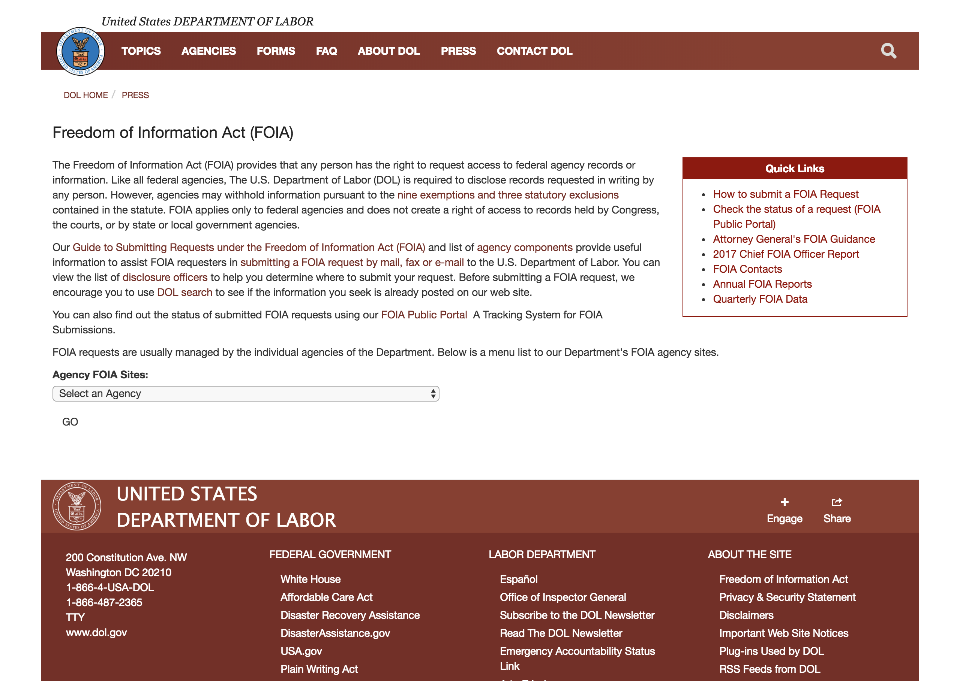 United States DEPARTMENT OF LABOR
TOPICS AGENCIES FORMS FAQ ABOUT DOL PRESS CONTACT DOL
DOL HOME / PRESS
Freedom of Information Act (FOIA)
The Freedom of Information Act (FOIA) provides that any person has the right to request access to federal agency records or
information. Like all federal agencies, The U.S. Department of Labor (DOL) is required to disclose records requested in writing by
any person. However, agencies may withhold information pursuant to the nine exemptions and three statutory exclusions
contained in the statute. FOIA applies only to federal agencies and does not create a right of access to records held by Congress,
the courts, or by state or local government agencies.
Our Guide to Submitting Requests under the Freedom of Information Act (FOIA) and list of agency components provide useful
information to assist FOIA requesters in submitting a FOIA request by mail, fax or e-mail to the U.S. Department of Labor. You can
view the list of disclosure officers to help you determine where to submit your request. Before submitting a FOIA request, we
encourage you to use DOL search to see if the information you seek is already posted on our web site.
You can also find out the status of submitted FOIA requests using our FOIA Public Portal A Tracking System for FOIA
Submissions.
FOIA requests are usually managed by the individual agencies of the Department. Below is a menu list to our Department's FOIA agency sites.
Agency FOIA Sites:
Select an Agency
GO
Quick Links
• How to submit a FOIA Request
• Check the status of a request (FOIA
Public Portal)
• Attorney General's FOIA Guidance
• 2017 Chief FOIA Officer Report
• FOIA Contacts
• Annual FOIA Reports
• Quarterly FOIA Data
UNITED STATES
DEPARTMENT OF LABOR
Engage Share
200 Constitution Ave. NW
Washington DC 20210
1-866-4-USA-DOL
1-866-487-2365
TTY
www.dol.gov
FEDERAL GOVERNMENT
White House
Affordable Care Act
Disaster Recovery Assistance
DisasterAssistance.gov
USA.gov
Plain Writing Act
LABOR DEPARTMENT
Español
Office of Inspector General
Subscribe to the DOL Newsletter
Read The DOL Newsletter
Emergency Accountability Status
Link
ABOUT THE SITE
Freedom of Information Act
Privacy & Security Statement
Disclaimers
Important Web Site Notices
Plug-ins Used by DOL
RSS Feeds from DOL